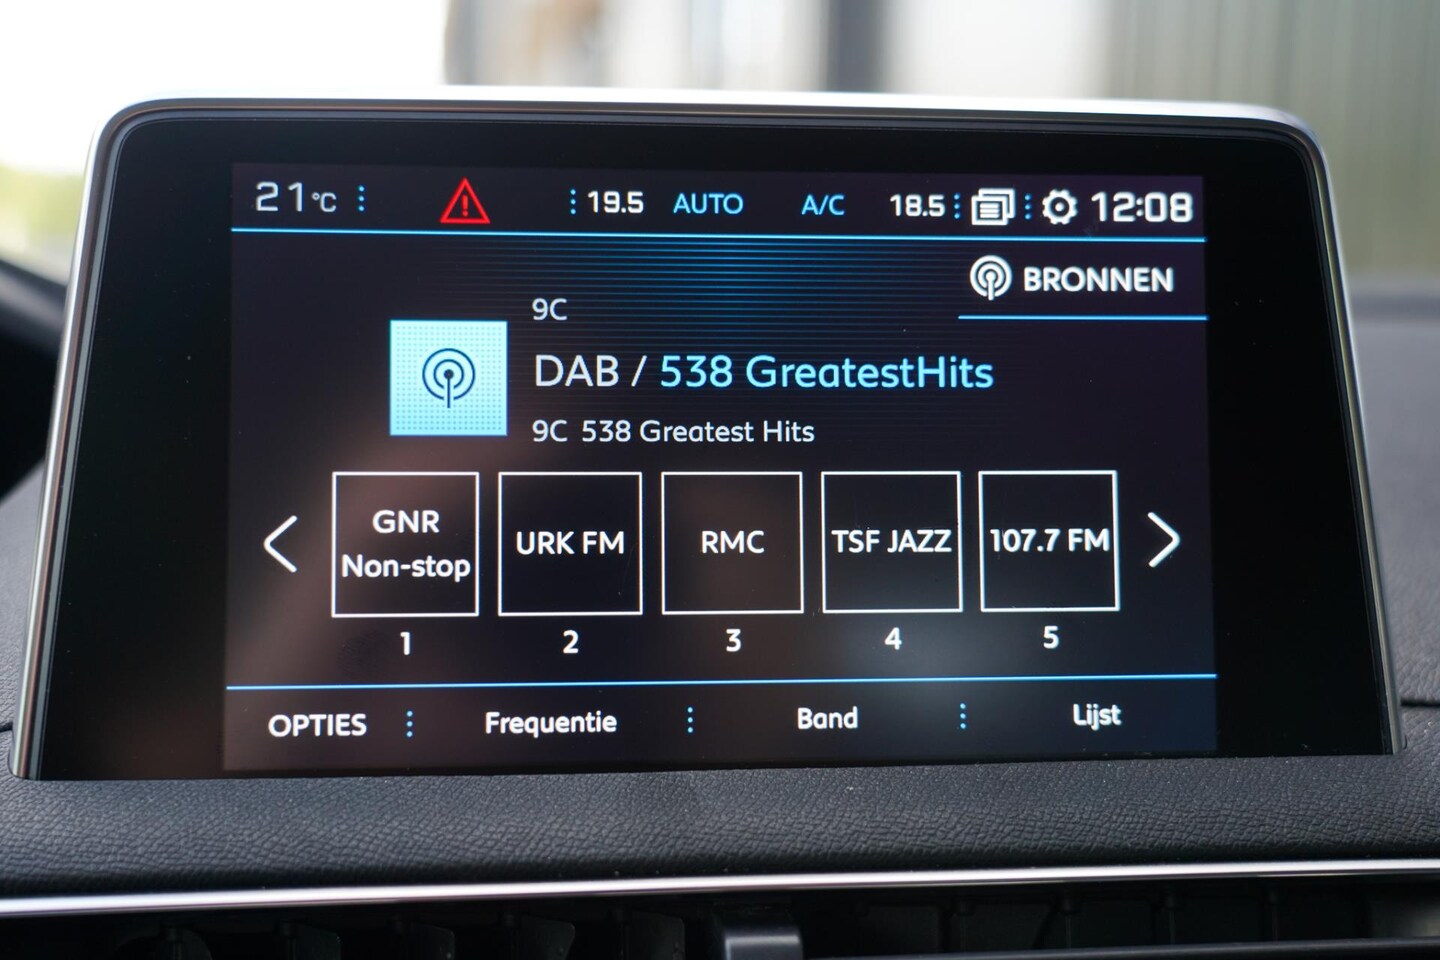 21°C 19.5 AUTO A/C 18.5 12:08
BRONNEN
9C
DAB / 538 GreatestHits
9C 538 Greatest Hits
GNR
Non-stop
URK FM
RMC
TSF JAZZ
107.7 FM
1 2 3 4 5
OPTIES Frequentie Band Lijst